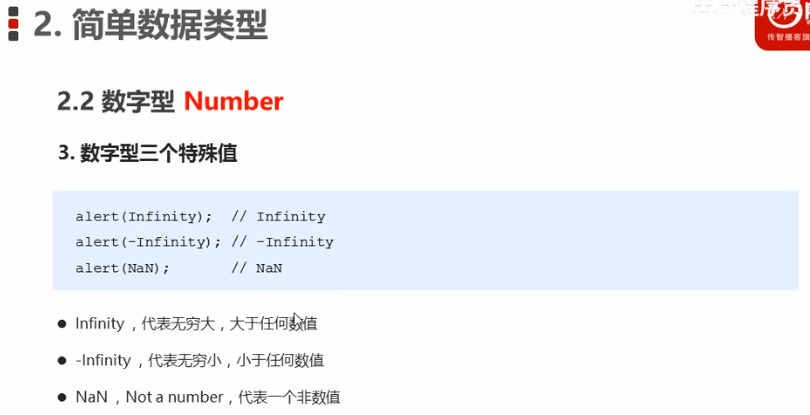 2. 简单数据类型
传智播客旗
2.2 数字型 Number
3. 数字型三个特殊值
alert(Infinity);  // Infinity
alert(-Infinity); // -Infinity
alert(NaN);       // NaN
● Infinity ，代表无穷大，大于任何数值
● -Infinity ，代表无穷小，小于任何数值
● NaN ，Not a number，代表一个非数值